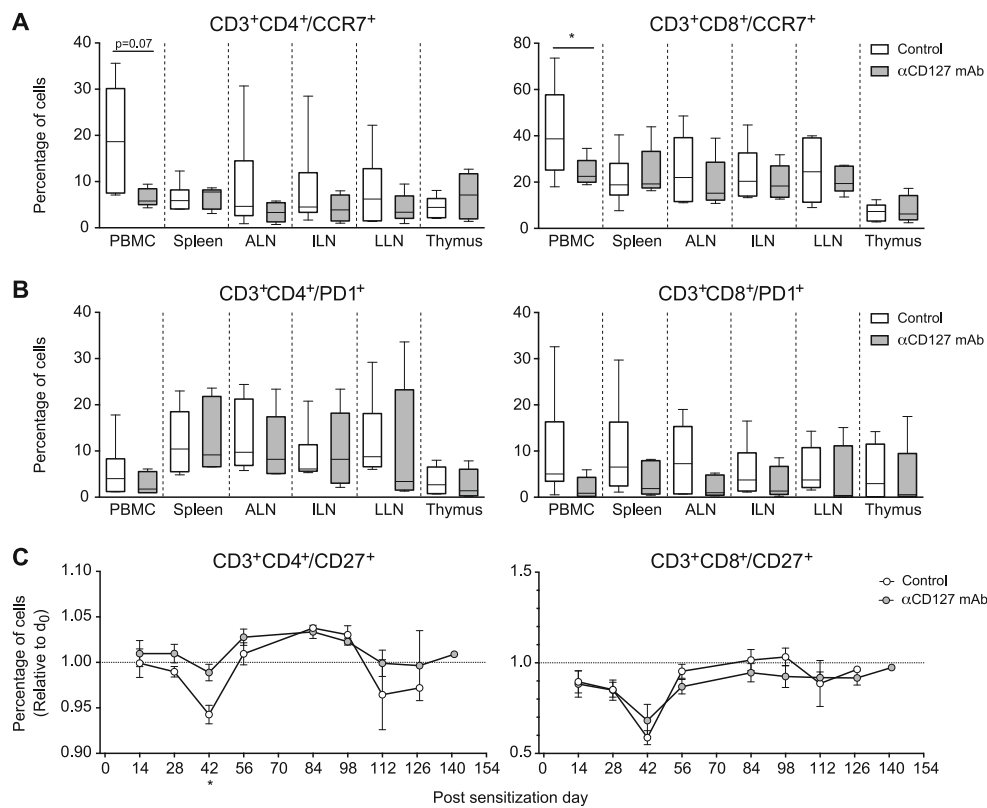 A
CD3+CD4+/CCR7+
CD3+CD8+/CCR7+
p=0.07
*
Control
αCD127 mAb
Percentage of cells
40
30
20
10
0
80
60
40
20
0
PBMC Spleen ALN ILN LLN Thymus
PBMC Spleen ALN ILN LLN Thymus
B
CD3+CD4+/PD1+
CD3+CD8+/PD1+
Control
αCD127 mAb
Percentage of cells
40
30
20
10
0
40
30
20
10
0
PBMC Spleen ALN ILN LLN Thymus
PBMC Spleen ALN ILN LLN Thymus
C
CD3+CD4+/CD27+
CD3+CD8+/CD27+
Control
αCD127 mAb
Percentage of cells
(Relative to d0)
1.10
1.05
1.00
0.95
0.90
1.5
1.0
0.5
0 14 28 42 56 70 84 98 112 126 140 154
*
0 14 28 42 56 70 84 98 112 126 140 154
Post sensitization day